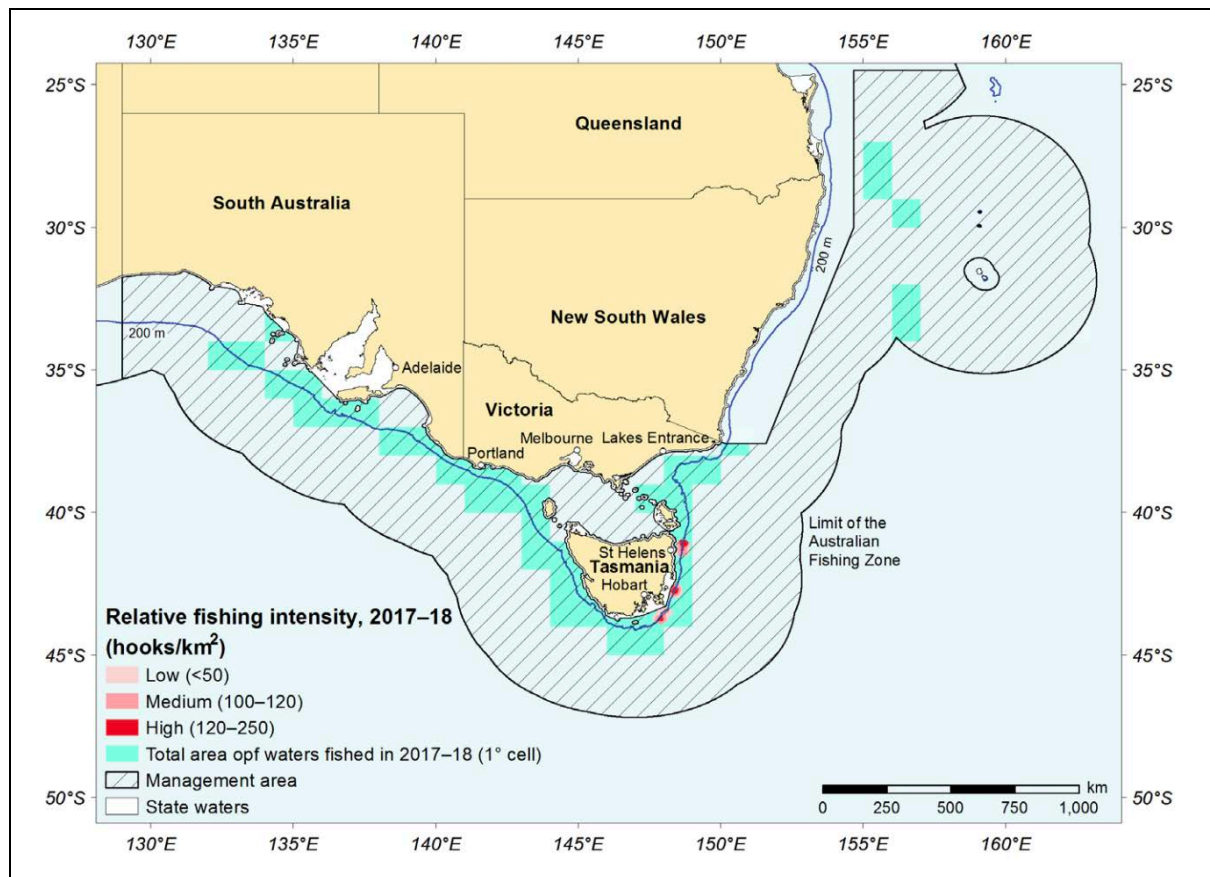 130°E 135°E 140°E 145°E 150°E 155°E 160°E
25°S 25°S
Queensland
South Australia
30°S 30°S
200 m
New South Wales
200 m
35°S Adelaide 35°S
Victoria
Melbourne Lakes Entrance
Portland
40°S 40°S
Limit of the
Australian
Fishing Zone
St Helens
Tasmania
Hobart
Relative fishing intensity, 2017–18
(hooks/km²)
45°S 45°S
Low (<50)
Medium (100–120)
High (120–250)
Total area opf waters fished in 2017–18 (1° cell)
Management area
km
State waters
0 250 500 750 1,000
50°S 50°S
130°E 135°E 140°E 145°E 150°E 155°E 160°E